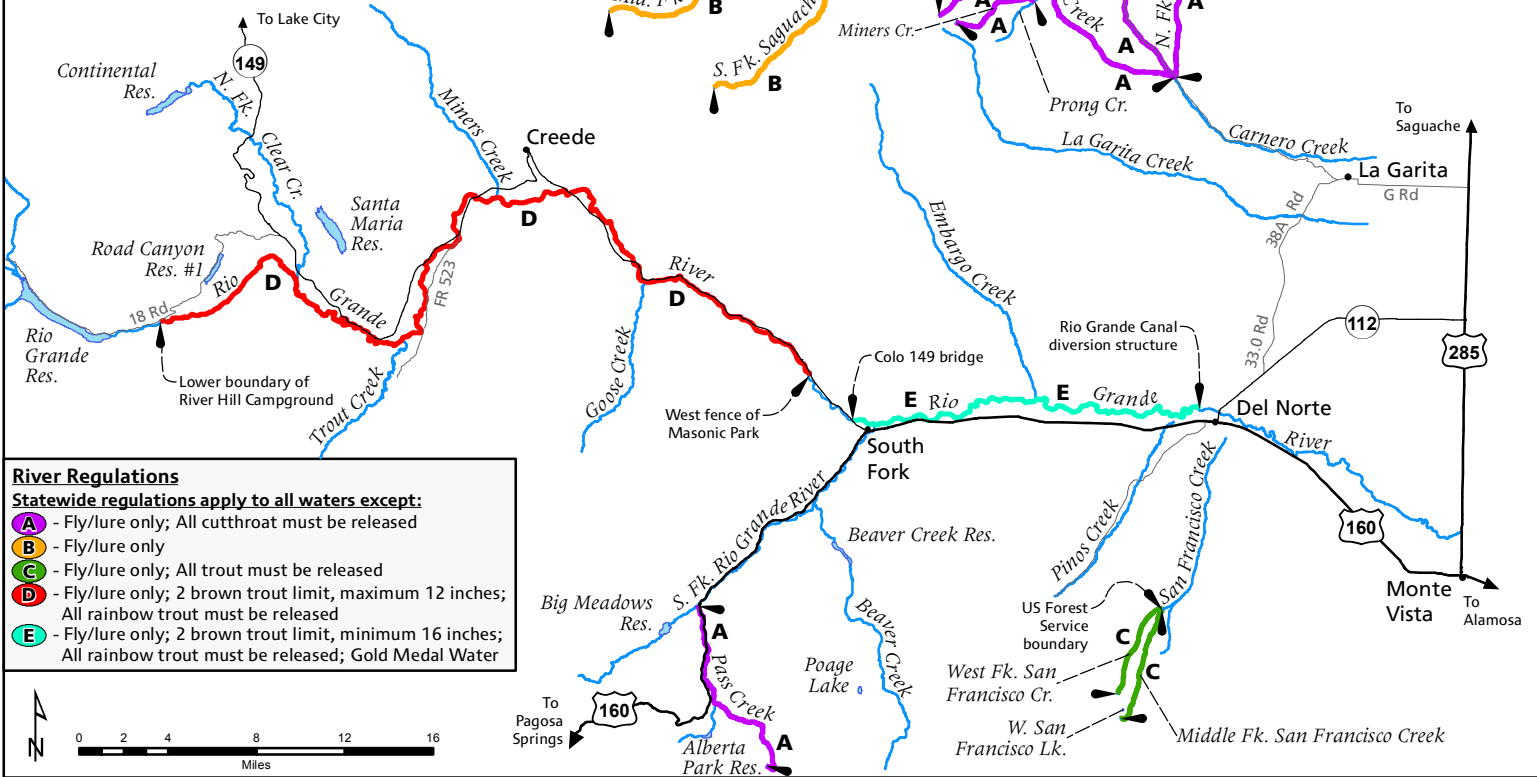 To Lake City
149
Continental
Res.
N. Fk.
Clear Cr.
Miners Creek
Creede
B
S. Fk. Saguach
B
Miners Cr.
A
A
Creek
N. Fk.
A
A
A
Prong Cr.
To
Saguache
Carnero Creek
La Garita Creek
La Garita
G Rd
38A Rd
Santa
Maria
Res.
Road Canyon
Res. #1
Rio
D
Grande
18 Rd
FR 523
D
River
D
Embargo Creek
Rio
Grande
Res.
Lower boundary of
River Hill Campground
Trout Creek
Goose Creek
West fence of
Masonic Park
Colo 149 bridge
Rio Grande Canal
diversion structure
33.0 Rd
112
285
E
Rio
E
Grande
Del Norte
River
South
Fork
160
Monte
Vista
To
Alamosa
River Regulations
Statewide regulations apply to all waters except:
A - Fly/lure only; All cutthroat must be released
B - Fly/lure only
C - Fly/lure only; All trout must be released
D - Fly/lure only; 2 brown trout limit, maximum 12 inches;
All rainbow trout must be released
E - Fly/lure only; 2 brown trout limit, minimum 16 inches;
All rainbow trout must be released; Gold Medal Water
S. Fk. Rio Grande River
Beaver Creek Res.
Beaver Creek
Pinos Creek
San Francisco Creek
Big Meadows
Res.
A
Pass Creek
Poage
Lake
US Forest
Service
boundary
C
C
West Fk. San
Francisco Cr.
W. San
Francisco Lk.
Middle Fk. San Francisco Creek
To
Pagosa
Springs
160
Alberta
Park Res.
A
N
0 2 4 8 12 16
Miles